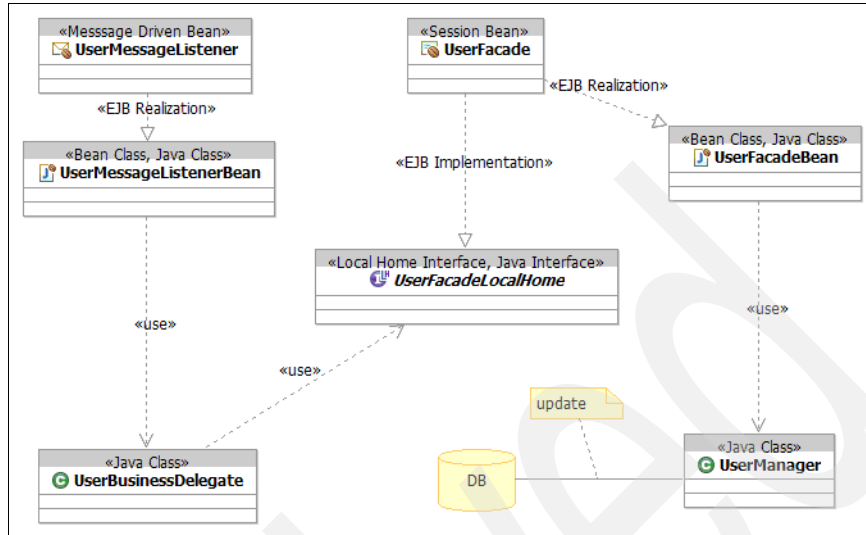 «Messsage Driven Bean»
UserMessageListener
«Session Bean»
UserFacade
«EJB Realization»
«EJB Realization»
«Bean Class, Java Class»
UserMessageListenerBean
«Bean Class, Java Class»
UserFacadeBean
«EJB Implementation»
«Local Home Interface, Java Interface»
UserFacadeLocalHome
«use»
«use»
«use»
update
«Java Class»
UserBusinessDelegate
DB
«Java Class»
UserManager